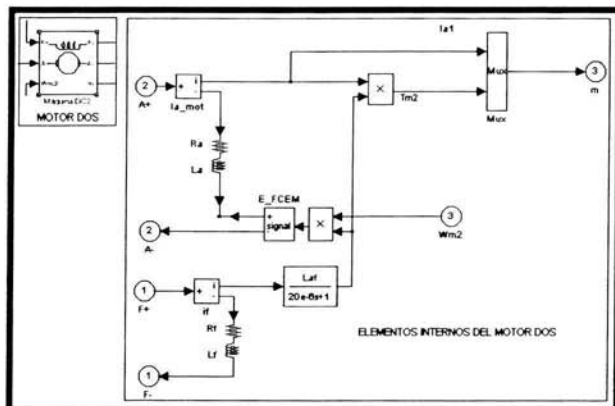 Máquina DC2
MOTOR DOS
Ia1
2
A+
i
Ia_mot
Tm2
Mux
Mux
3
m
Ra
La
E_FCEM
signal
3
Wm2
2
A-
1
F+
i
if
Laf
20e-6s+1
Rf
Lf
1
F-
ELEMENTOS INTERNOS DEL MOTOR DOS